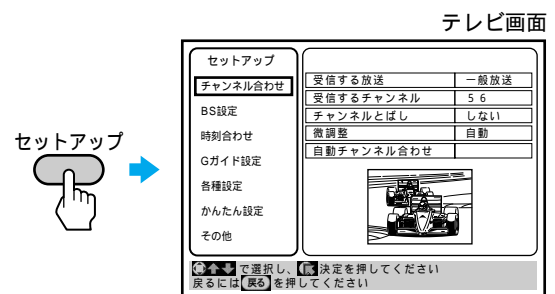 テレビ画面
セットアップ
セットアップ
チャンネル合わせ
BS設定
時刻合わせ
Gガイド設定
各種設定
かんたん設定
その他
受信する放送 一般放送
受信するチャンネル 56
チャンネルとばし しない
微調整 自動
自動チャンネル合わせ
で選択し、 決定を押してください
戻るには 戻る を押してください